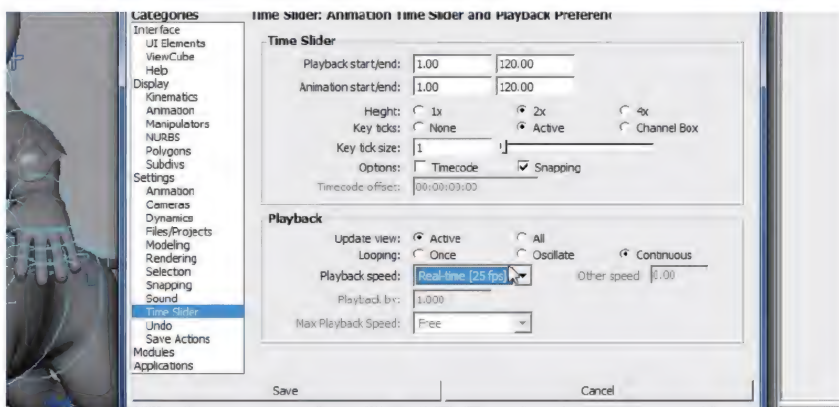 Categories
Interface
UI Elements
ViewCube
Help
Display
Kinematics
Animation
Manipulators
NURBS
Polygons
Subdivs
Settings
Animation
Cameras
Dynamics
Files/Projects
Modeling
Rendering
Selection
Snapping
Sound
Time Slider
Undo
Save Actions
Modules
Applications
Time Slider: Animation Time Slider and Playback Preferenc
Time Slider
Playback start/end: 1.00 120.00
Animation start/end: 1.00 120.00
Height: 1x 2x 4x
Key ticks: None Active Channel Box
Key tick size: 1
Options: Timecode Snapping
Timecode offset: 00:00:00:00
Playback
Update view: Active All
Looping: Once Oscillate Continuous
Playback speed: Real-time [25 fps] Other speed 0.00
Playback by: 1.000
Max Playback Speed: Free
Save Cancel